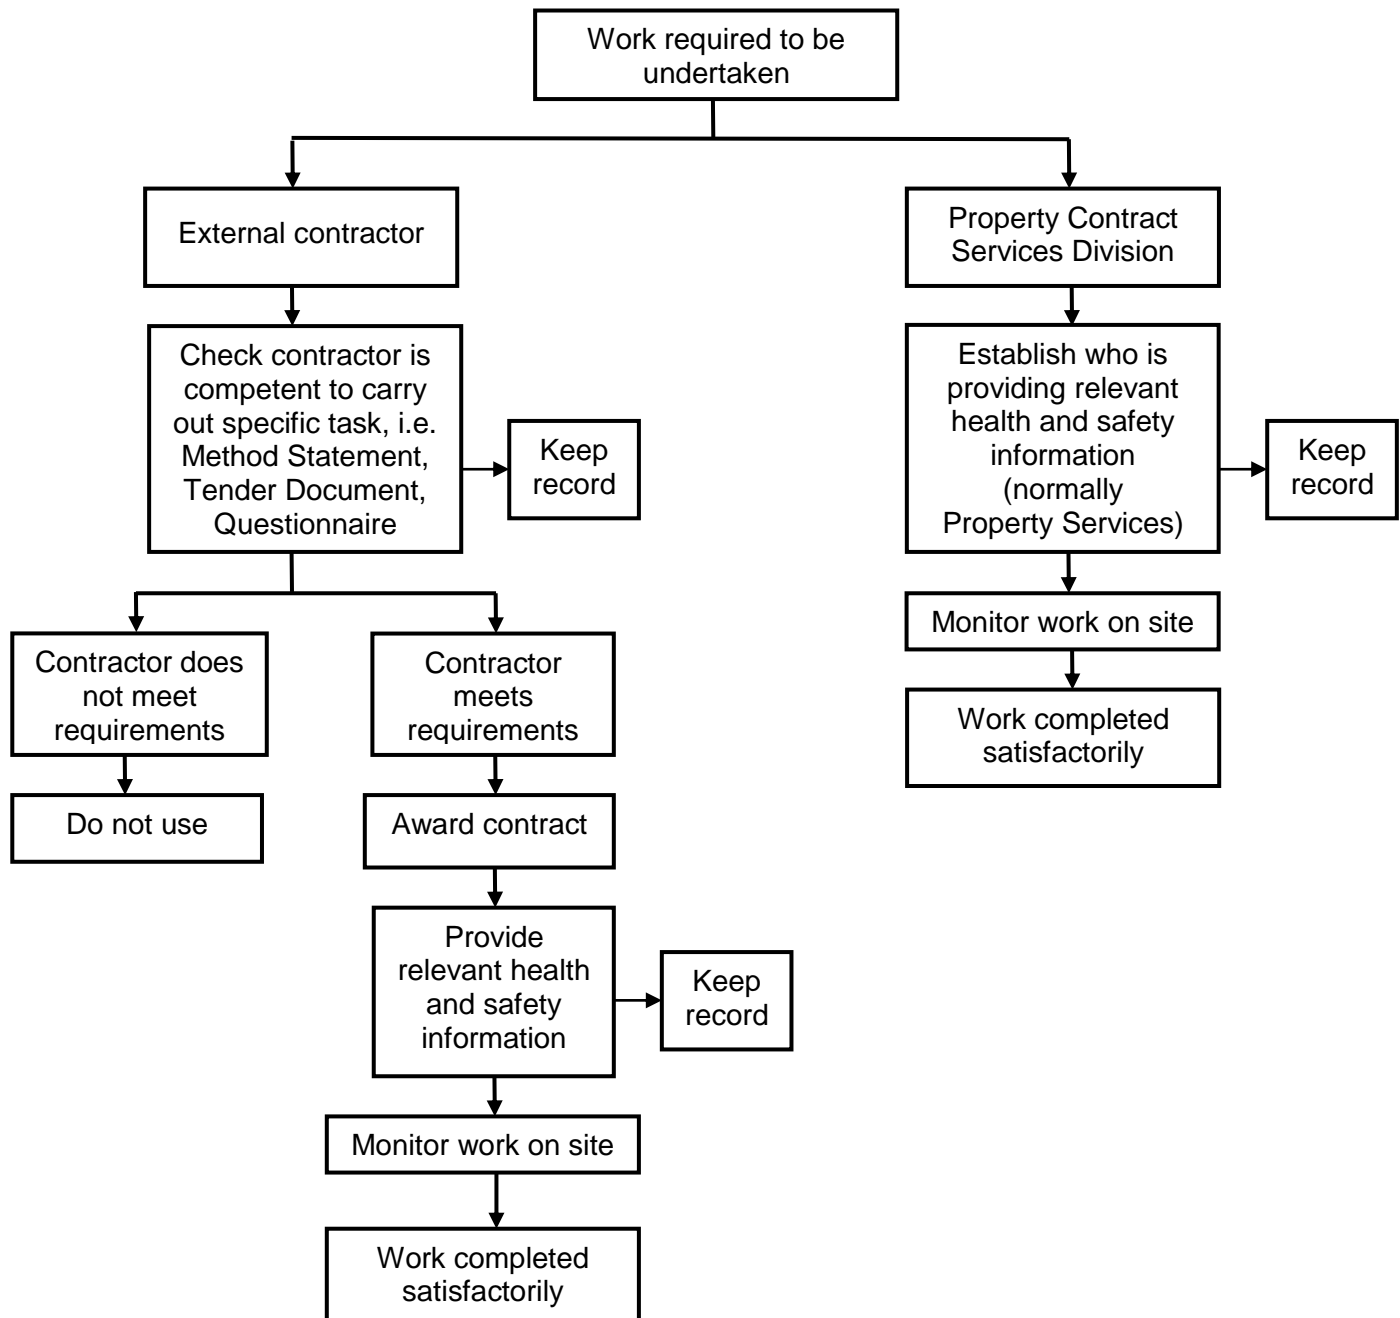 Work required to be
undertaken
External contractor
Property Contract
Services Division
Check contractor is
competent to carry
out specific task, i.e.
Method Statement,
Tender Document,
Questionnaire
Keep
record
Establish who is
providing relevant
health and safety
information
(normally
Property Services)
Keep
record
Contractor does
not meet
requirements
Contractor
meets
requirements
Monitor work on site
Work completed
satisfactorily
Do not use
Award contract
Provide
relevant health
and safety
information
Keep
record
Monitor work on site
Work completed
satisfactorily